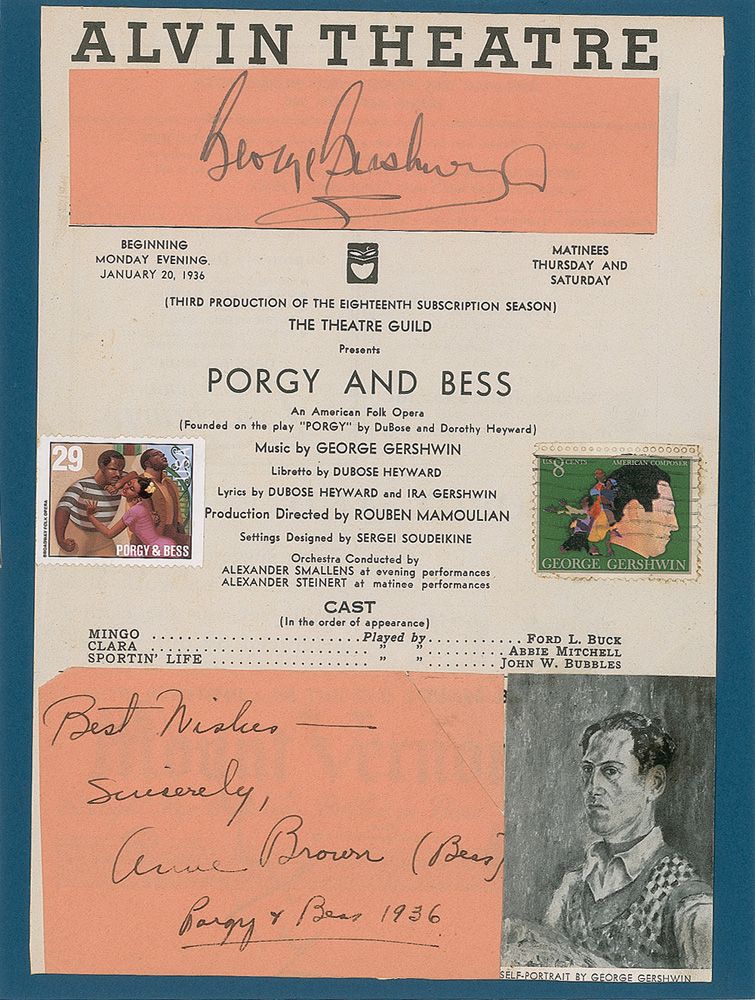 ALVIN THEATRE
George Gershwin
BEGINNING
MONDAY EVENING,
JANUARY 20, 1936
MATINEES
THURSDAY AND
SATURDAY
(THIRD PRODUCTION OF THE EIGHTEENTH SUBSCRIPTION SEASON)
THE THEATRE GUILD
Presents
PORGY AND BESS
An American Folk Opera
(Founded on the play "PORGY" by DuBose and Dorothy Heyward)
Music by GEORGE GERSHWIN
Libretto by DUBOSE HEYWARD
Lyrics by DUBOSE HEYWARD and IRA GERSHWIN
Production Directed by ROUBEN MAMOULIAN
Settings Designed by SERGEI SOUDEIKINE
Orchestra Conducted by
ALEXANDER SMALLENS at evening performances
ALEXANDER STEINERT at matinee performances
29
BROADWAY FOLK OPERA
PORGY & BESS
US 8 CENTS AMERICAN COMPOSER
GEORGE GERSHWIN
CAST
(In the order of appearance)
MINGO ........................ Played by ............ FORD L. BUCK
CLARA ........................ " " ............ ABBIE MITCHELL
SPORTIN' LIFE ................ " " ............ JOHN W. BUBBLES
Best Wishes —
Sincerely,
Anne Brown (Bess)
Porgy & Bess 1936
SELF-PORTRAIT BY GEORGE GERSHWIN